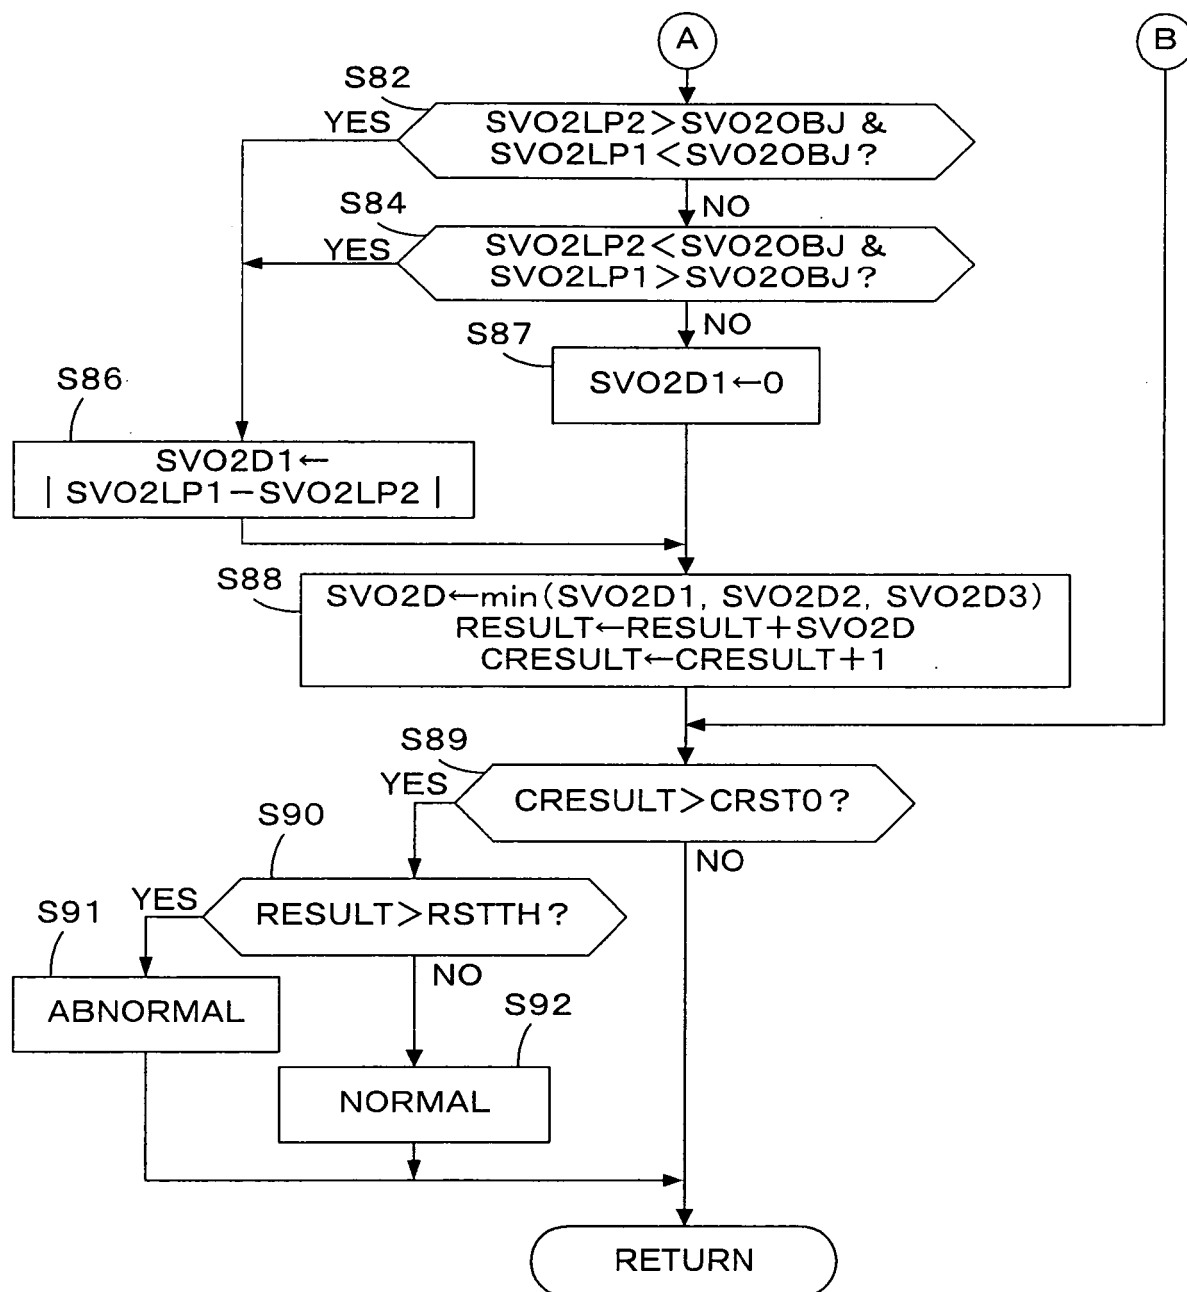 A
B
S82
YES
SVO2LP2>SVO2OBJ &
SVO2LP1<SVO2OBJ?
NO
S84
YES
SVO2LP2<SVO2OBJ &
SVO2LP1>SVO2OBJ?
NO
S87
SVO2D1←0
S86
SVO2D1←
| SVO2LP1−SVO2LP2 |
S88
SVO2D←min(SVO2D1, SVO2D2, SVO2D3)
RESULT←RESULT+SVO2D
CRESULT←CRESULT+1
S89
YES
CRESULT>CRST0?
NO
S90
YES
RESULT>RSTTH?
NO
S91
ABNORMAL
S92
NORMAL
RETURN